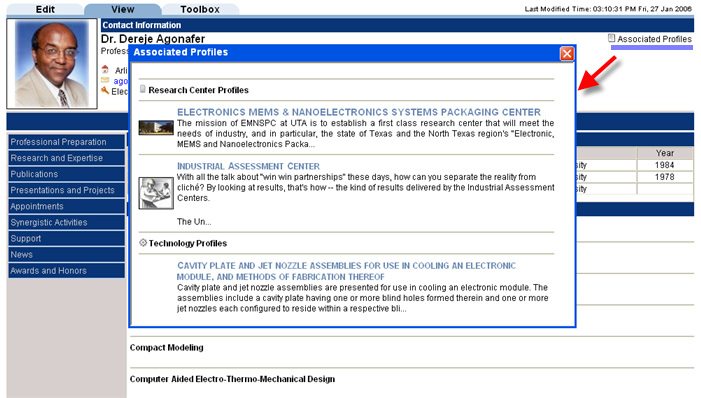 Edit
View
Toolbox
Last Modified Time: 03:10:31 PM Fri, 27 Jan 2006
Contact Information
Dr. Dereje Agonafer
Associated Profiles
Profes
Arli
ago
Elec
Associated Profiles
Research Center Profiles
ELECTRONICS MEMS & NANOELECTRONICS SYSTEMS PACKAGING CENTER
The mission of EMNSPC at UTA is to establish a first class research center that will meet the
needs of industry, and in particular, the state of Texas and the North Texas region's "Electronic,
MEMS and Nanoelectronics Packa...
INDUSTRIAL ASSESSMENT CENTER
With all the talk about "win win partnerships" these days, how can you separate the reality from
cliché? By looking at results, that's how -- the kind of results delivered by the Industrial Assessment
Centers.
The Un...
Technology Profiles
CAVITY PLATE AND JET NOZZLE ASSEMBLIES FOR USE IN COOLING AN ELECTRONIC
MODULE, AND METHODS OF FABRICATION THEREOF
Cavity plate and jet nozzle assemblies are presented for use in cooling an electronic module. The
assemblies include a cavity plate having one or more blind holes formed therein and one or more
jet nozzles each configured to reside within a respective bli...
Professional Preparation
Research and Expertise
Publications
Presentations and Projects
Appointments
Synergistic Activities
Support
News
Awards and Honors
Year
sity 1984
sity 1978
sity
Compact Modeling
Computer Aided Electro-Thermo-Mechanical Design